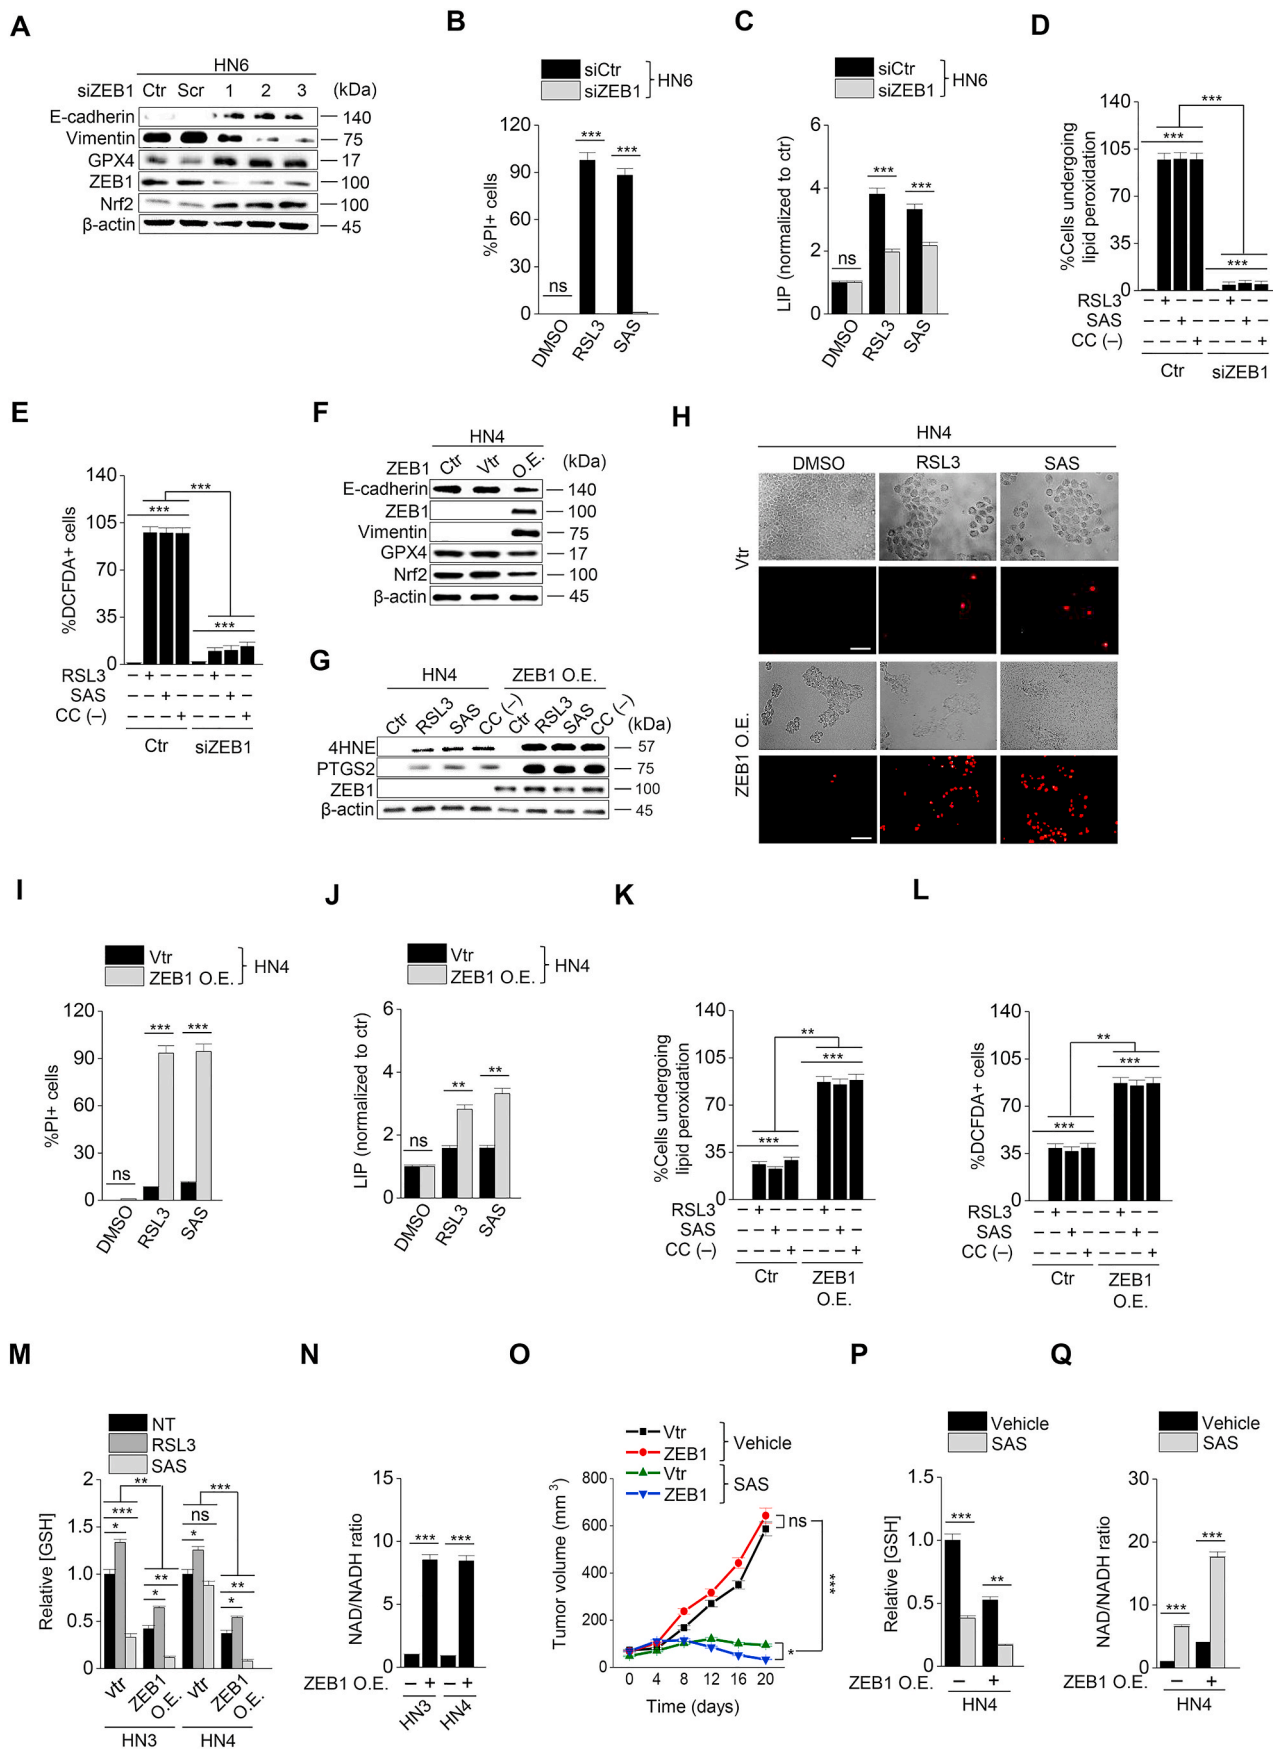 A
HN6
siZEB1 Ctr Scr 1 2 3 (kDa)
E-cadherin 140
Vimentin 75
GPX4 17
ZEB1 100
Nrf2 100
β-actin 45
B
siCtr
siZEB1
HN6
%PI+ cells
120
90
60
30
0
ns
***
***
DMSO
RSL3
SAS
C
siCtr
siZEB1
HN6
LIP (normalized to ctr)
6
4
2
0
ns
***
***
DMSO
RSL3
SAS
D
%Cells undergoing
lipid peroxidation
140
105
70
35
0
***
***
***
RSL3 – + – – – + – –
SAS – – + – – – + –
CC (–) – – – + – – – +
Ctr siZEB1
E
%DCFDA+ cells
140
105
70
35
0
***
***
***
RSL3 – + – – – + – –
SAS – – + – – – + –
CC (–) – – – + – – – +
Ctr siZEB1
F
HN4
ZEB1 Ctr Vtr O.E. (kDa)
E-cadherin 140
ZEB1 100
Vimentin 75
GPX4 17
Nrf2 100
β-actin 45
G
HN4 ZEB1 O.E.
Ctr RSL3 SAS CC (–) Ctr RSL3 SAS CC (–) (kDa)
4HNE 57
PTGS2 75
ZEB1 100
β-actin 45
H
HN4
DMSO RSL3 SAS
Vtr
ZEB1 O.E.
I
Vtr
ZEB1 O.E.
HN4
%PI+ cells
120
90
60
30
0
ns
***
***
DMSO
RSL3
SAS
J
Vtr
ZEB1 O.E.
HN4
LIP (normalized to ctr)
6
4
2
0
ns
**
**
DMSO
RSL3
SAS
K
%Cells undergoing
lipid peroxidation
140
105
70
35
0
**
***
***
RSL3 – + – – – + – –
SAS – – + – – – + –
CC (–) – – – + – – – +
Ctr ZEB1
O.E.
L
%DCFDA+ cells
140
105
70
35
0
**
***
***
RSL3 – + – – – + – –
SAS – – + – – – + –
CC (–) – – – + – – – +
Ctr ZEB1
O.E.
M
NT
RSL3
SAS
Relative [GSH]
2
1.5
1.0
0.5
0
** ***
*** ns
* *
** **
* *
vtr ZEB1 O.E. vtr ZEB1 O.E.
HN3 HN4
N
NAD/NADH ratio
15
10
5
0
*** ***
ZEB1 O.E. – + – +
HN3 HN4
O
Vtr
ZEB1
Vehicle
Vtr
ZEB1
SAS
Tumor volume (mm 3)
800
600
400
200
0
ns
***
*
0 4 8 12 16 20
Time (days)
P
Vehicle
SAS
Relative [GSH]
1.5
1.0
0.5
0
***
**
ZEB1 O.E. – +
HN4
Q
Vehicle
SAS
NAD/NADH ratio
30
20
10
0
***
***
ZEB1 O.E. – +
HN4